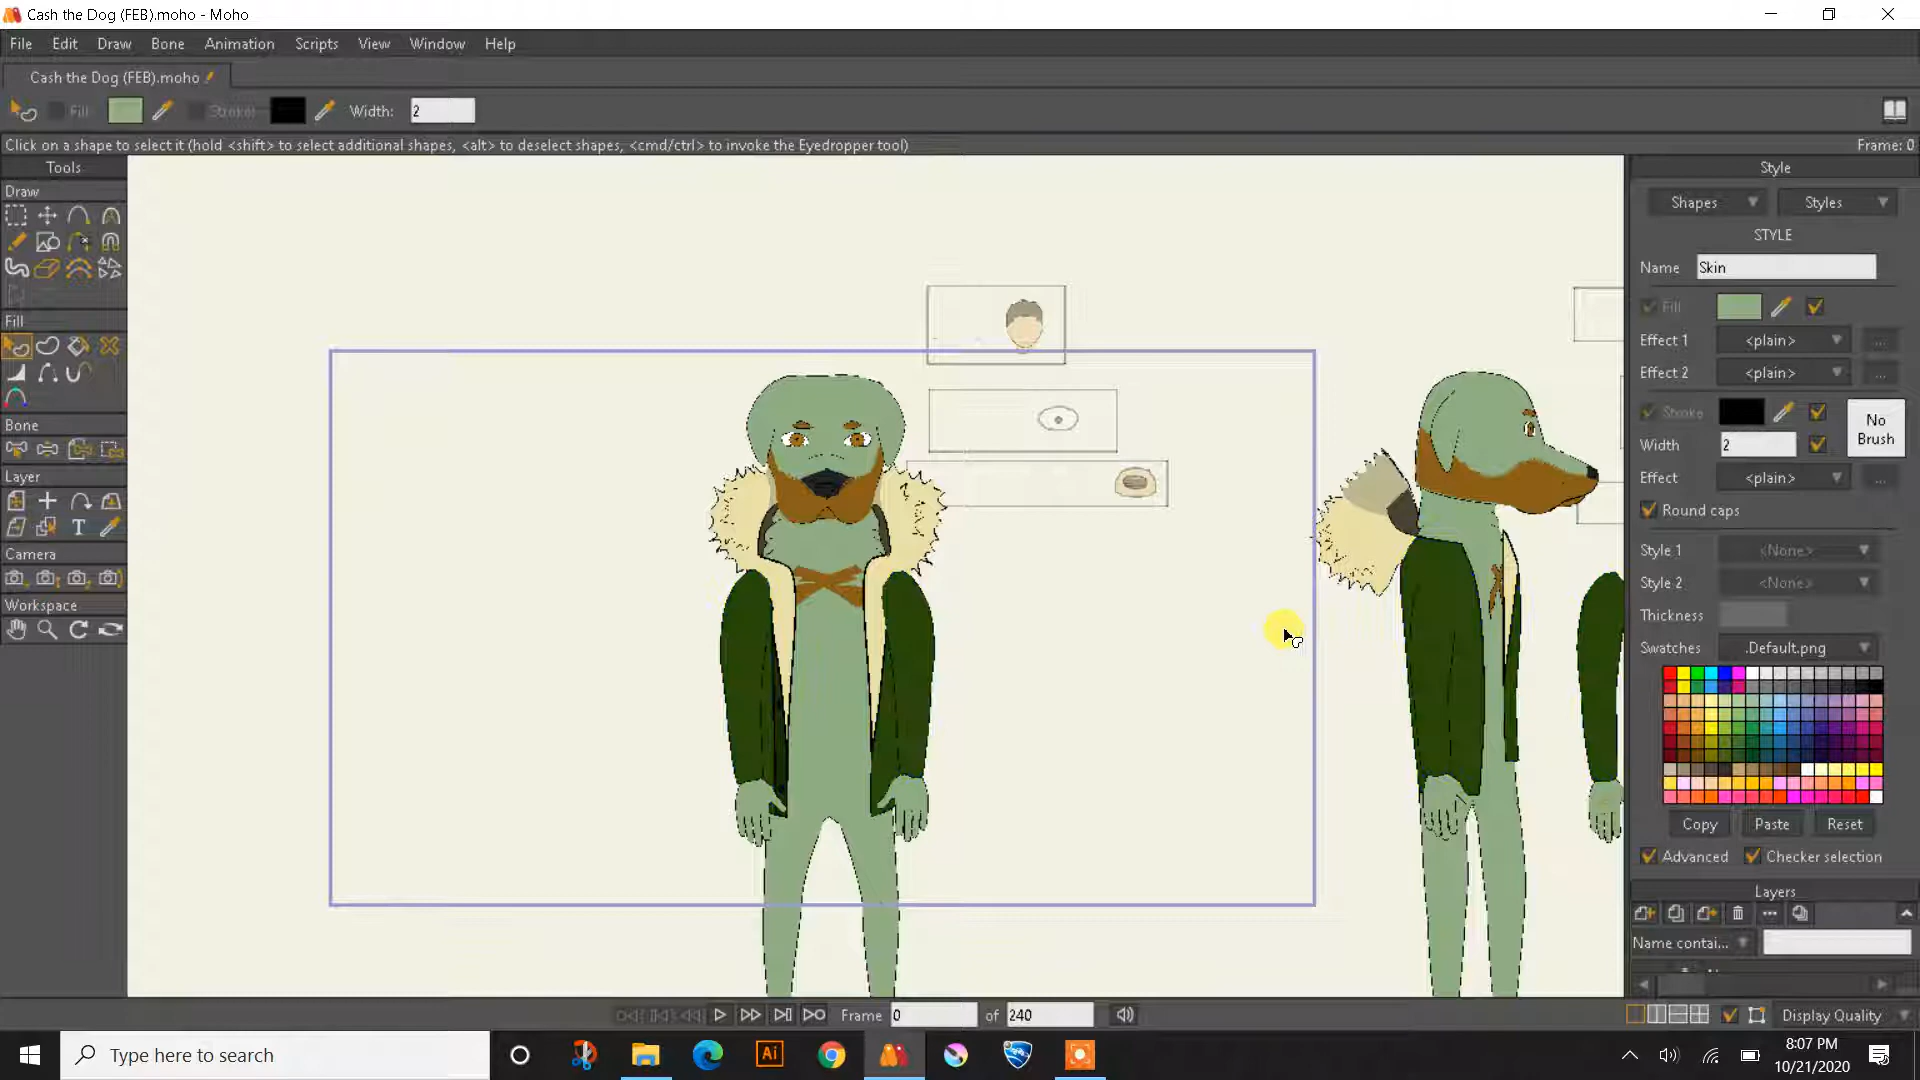 Cash the Dog (FEB).moho - Moho
File Edit Draw Bone Animation Scripts View Window Help
Cash the Dog (FEB).moho
Fill Stroke Width: 2
Click on a shape to select it (hold <shift> to select additional shapes, <alt> to deselect shapes, <cmd/ctrl> to invoke the Eyedropper tool) Frame: 0
Tools
Draw
Fill
Bone
Layer
T
Camera
Workspace
Style
Shapes Styles
STYLE
Name Skin
Fill
Effect 1 <plain> ...
Effect 2 <plain> ...
Stroke
No Brush
Width 2
Effect <plain> ...
Round caps
Style 1 <None>
Style 2 <None>
Thickness
Swatches .Default.png
Copy Paste Reset
Advanced Checker selection
Layers
Name contai...
Frame 0 of 240 Display Quality
Type here to search
Ai
8:07 PM
10/21/2020